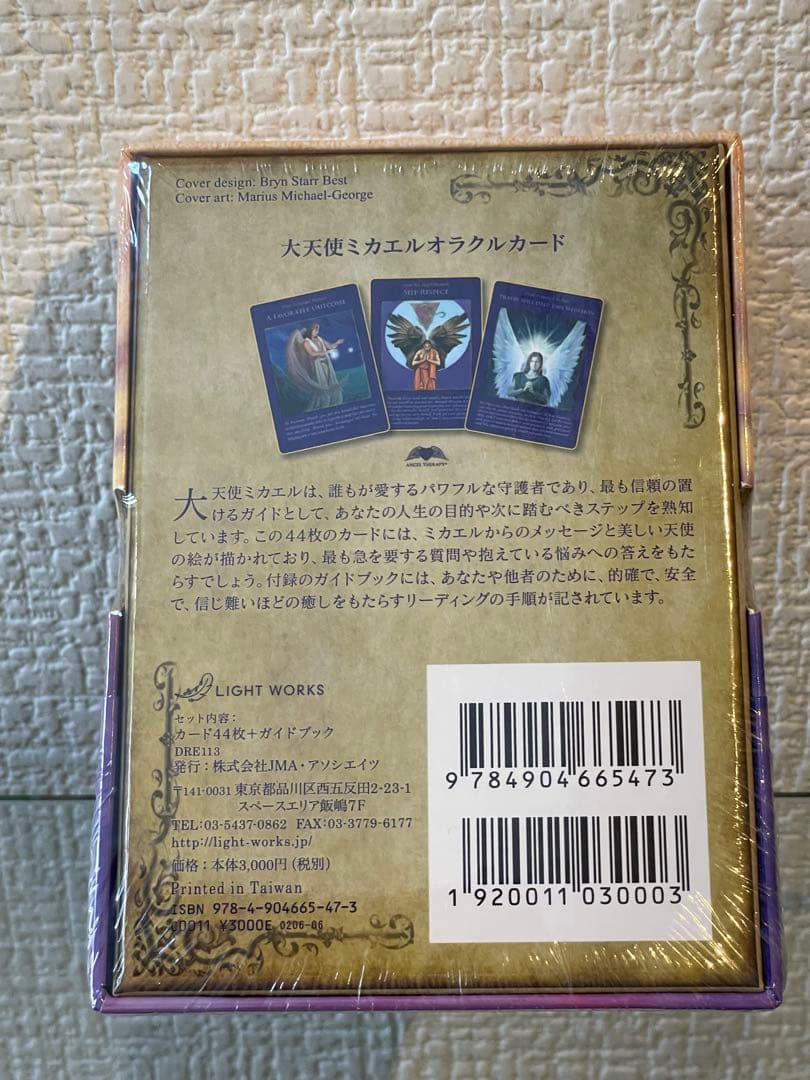 Cover design: Bryn Starr Best
Cover art: Marius Michael-George
大天使ミカエルオラクルカード
A FAVORABLE OUTCOME
SELF-RESPECT
ANGEL THERAPY®
大天使ミカエルは、誰もが愛するパワフルな守護者であり、最も信頼の置
けるガイドとして、あなたの人生の目的や次に踏むべきステップを熟知
しています。この44枚のカードには、ミカエルからのメッセージと美しい天使
の絵が描かれており、最も急を要する質問や抱えている悩みへの答えをもた
らすでしょう。付録のガイドブックには、あなたや他者のために、的確で、安全
で、信じ難いほどの癒しをもたらすリーディングの手順が記されています。
LIGHT WORKS
セット内容：
カード44枚＋ガイドブック
DRE113
発行：株式会社JMA・アソシエイツ
〒141-0031 東京都品川区西五反田2-23-1
スペースエリア飯嶋7F
TEL:03-5437-0862 FAX:03-3779-6177
http://light-works.jp/
価格：本体3,000円（税別）
Printed in Taiwan
ISBN 978-4-904665-47-3
C0011 ¥3000E 0206-06
9 784904 665473
1 920011 030003